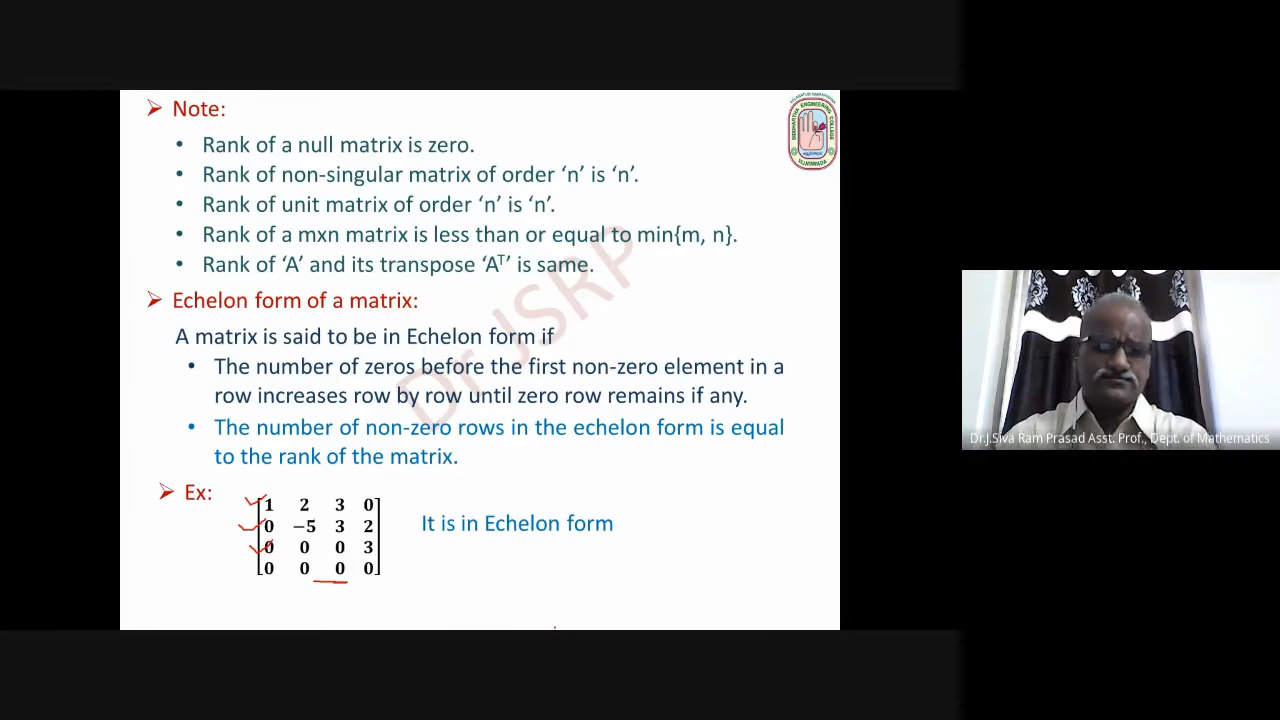 ➢ Note:
• Rank of a null matrix is zero.
• Rank of non-singular matrix of order ‘n’ is ‘n’.
• Rank of unit matrix of order ‘n’ is ‘n’.
• Rank of a mxn matrix is less than or equal to min{m, n}.
• Rank of ‘A’ and its transpose ‘Aᵀ’ is same.
➢ Echelon form of a matrix:
A matrix is said to be in Echelon form if
• The number of zeros before the first non-zero element in a
row increases row by row until zero row remains if any.
• The number of non-zero rows in the echelon form is equal
to the rank of the matrix.
➢ Ex:
1 2 3 0
0 −5 3 2
0 0 0 3
0 0 0 0
It is in Echelon form
Dr JSRP
SIDDHARTHA ENGINEERING COLLEGE
VIJAYAWADA
Dr.J.Siva Ram Prasad Asst. Prof., Dept. of Mathematics